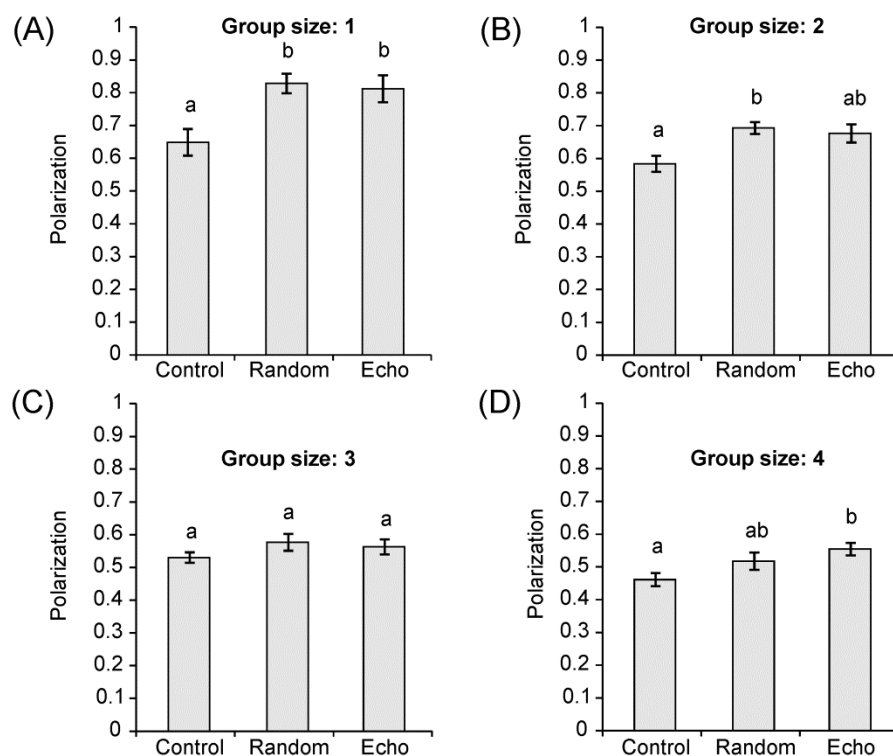 (A)
Group size: 1
Polarization
1
0.9
0.8
0.7
0.6
0.5
0.4
0.3
0.2
0.1
0
a
b
b
Control Random Echo
(B)
Group size: 2
Polarization
1
0.9
0.8
0.7
0.6
0.5
0.4
0.3
0.2
0.1
0
a
b
ab
Control Random Echo
(C)
Group size: 3
Polarization
1
0.9
0.8
0.7
0.6
0.5
0.4
0.3
0.2
0.1
0
a
a
a
Control Random Echo
(D)
Group size: 4
Polarization
1
0.9
0.8
0.7
0.6
0.5
0.4
0.3
0.2
0.1
0
a
ab
b
Control Random Echo